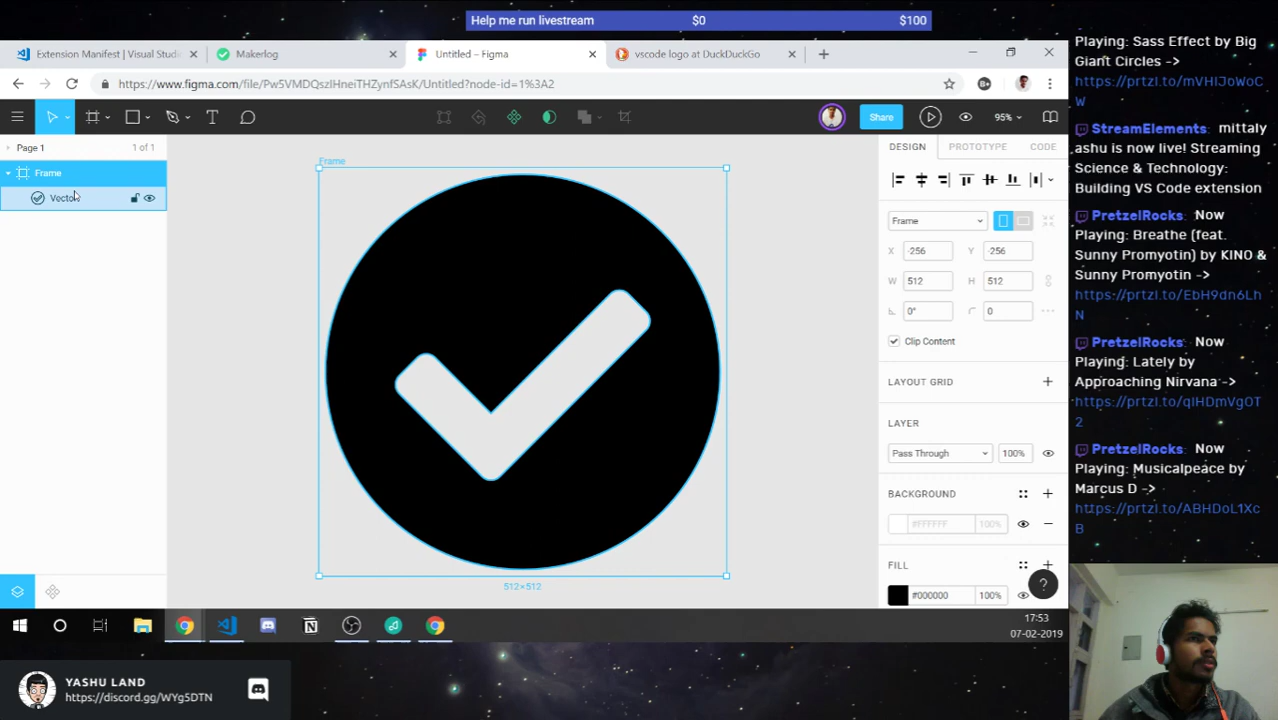 Help me run livestream $0 $100
Extension Manifest | Visual Studi
Makerlog
Untitled – Figma
vscode logo at DuckDuckGo
https://www.figma.com/file/Pw5VMDQszIHneiTHZynfSAsK/Untitled?node-id=1%3A2
Share
95%
Page 1
1 of 1
Frame
Vector
Frame
512×512
DESIGN
PROTOTYPE
CODE
Frame
X -256
Y -256
W 512
H 512
0°
0
Clip Content
LAYOUT GRID
LAYER
Pass Through
100%
BACKGROUND
#FFFFFF
100%
FILL
#000000
100%
?
17:53
07-02-2019
Playing: Sass Effect by Big
Giant Circles ->
https://prtzl.to/mVHIJoWoC
W
StreamElements: mittaly
ashu is now live! Streaming
Science & Technology:
Building VS Code extension
PretzelRocks: Now
Playing: Breathe (feat.
Sunny Promyotin) by KINO &
Sunny Promyotin ->
https://prtzl.to/EbH9dn6Lh
N
PretzelRocks: Now
Playing: Lately by
Approaching Nirvana ->
https://prtzl.to/qIHDmVgOT
2
PretzelRocks: Now
Playing: Musicalpeace by
Marcus D ->
https://prtzl.to/ABHDoL1Xc
B
YASHU LAND
https://discord.gg/WYg5DTN